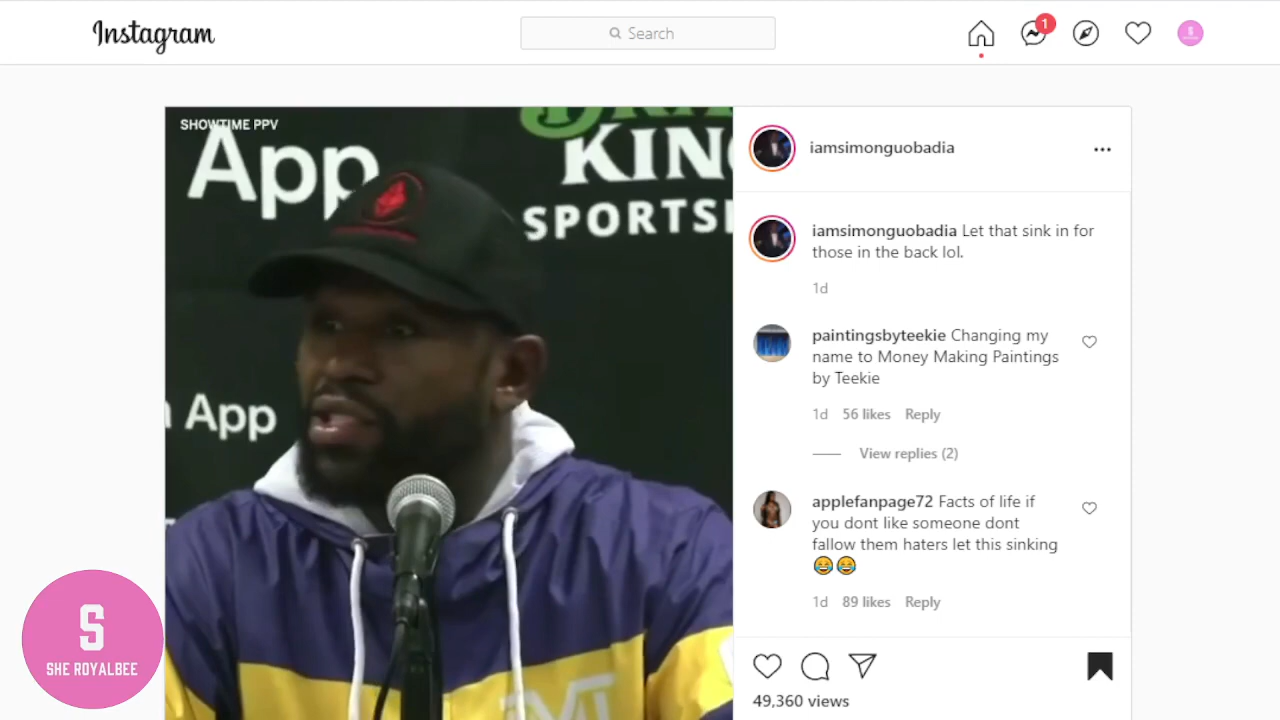 Instagram
Search
1
SHOWTIME PPV
App
KIN
SPORTS
App
TMT
iamsimonguobadia
iamsimonguobadia Let that sink in for
those in the back lol.
1d
paintingsbyteekie Changing my
name to Money Making Paintings
by Teekie
1d 56 likes Reply
View replies (2)
applefanpage72 Facts of life if
you dont like someone dont
fallow them haters let this sinking
😂😂
1d 89 likes Reply
49,360 views
S
SHE ROYALBEE